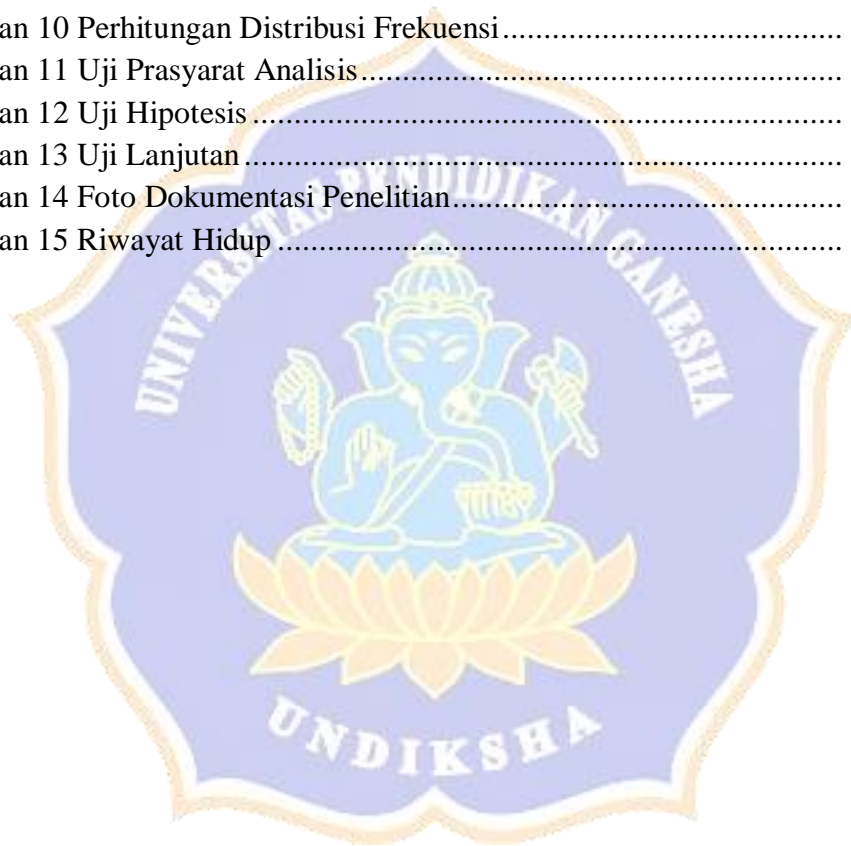 an 10 Perhitungan Distribusi Frekuensi..........................................
an 11 Uji Prasyarat Analisis............................................................
an 12 Uji Hipotesis.........................................................................
an 13 Uji Lanjutan..........................................................................
an 14 Foto Dokumentasi Penelitian................................................
an 15 Riwayat Hidup......................................................................
UNIVERSITAS PENDIDIKAN GANESHA
UNDIKSHA